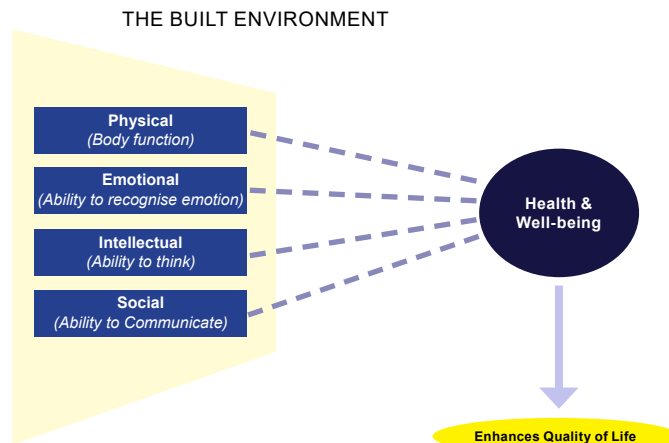 THE BUILT ENVIRONMENT
Physical
(Body function)
Emotional
(Ability to recognise emotion)
Intellectual
(Ability to think)
Social
(Ability to Communicate)
Health &
Well-being
Enhances Quality of Life